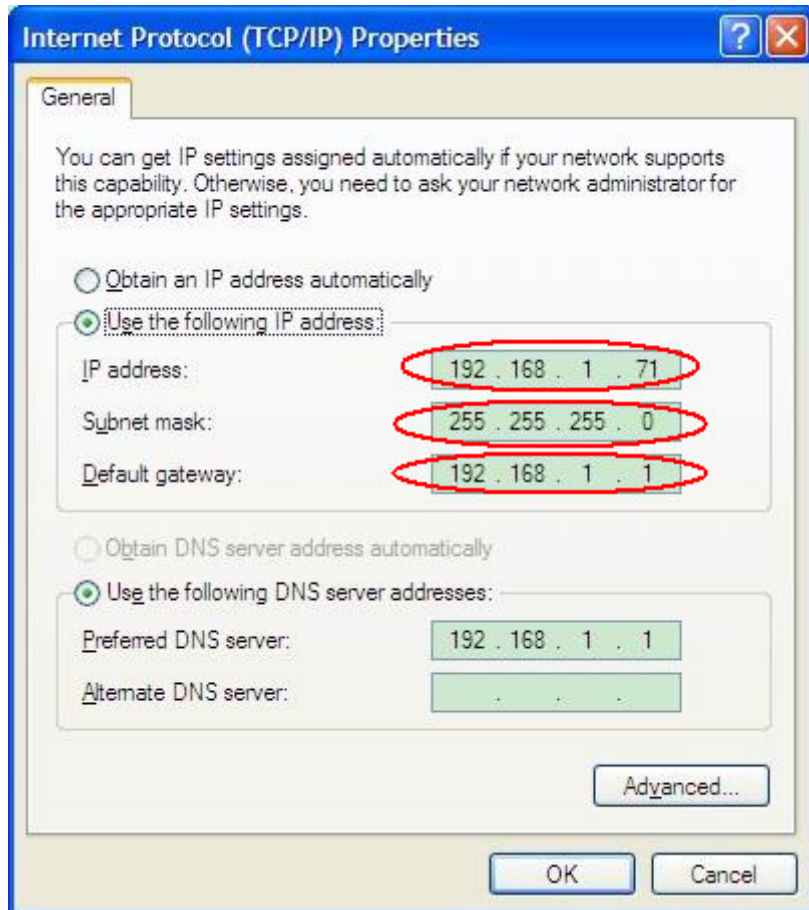 Internet Protocol (TCP/IP) Properties
General
You can get IP settings assigned automatically if your network supports
this capability. Otherwise, you need to ask your network administrator for
the appropriate IP settings.
Obtain an IP address automatically
Use the following IP address:
IP address: 192 . 168 . 1 . 71
Subnet mask: 255 . 255 . 255 . 0
Default gateway: 192 . 168 . 1 . 1
Obtain DNS server address automatically
Use the following DNS server addresses:
Preferred DNS server: 192 . 168 . 1 . 1
Alternate DNS server: . . .
Advanced...
OK Cancel